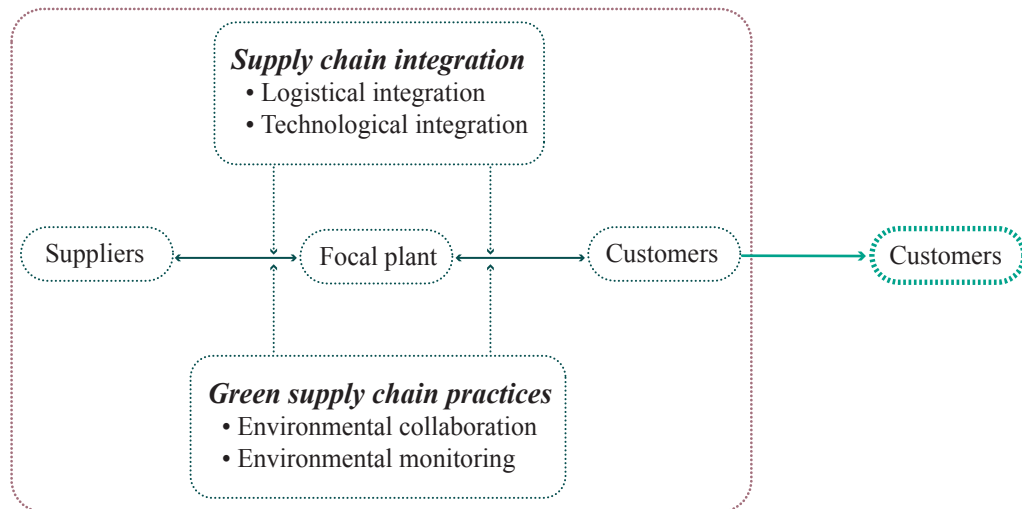 Supply chain integration
• Logistical integration
• Technological integration
Suppliers
Focal plant
Customers
Customers
Green supply chain practices
• Environmental collaboration
• Environmental monitoring